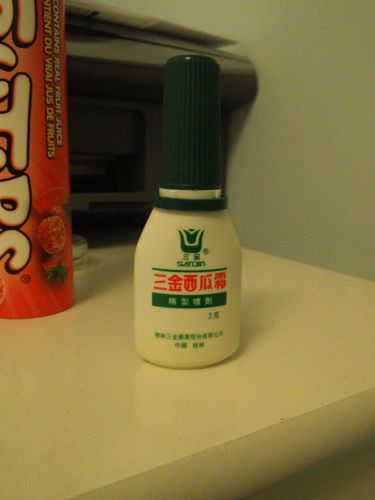 CONTAINS REAL FRUIT JUICE
CONTIENT DU VRAI JUS DE FRUITS
三金
®
SANJIN
三金西瓜霜
精製噴劑
3克
桂林三金藥業股份有限公司
中國 桂林